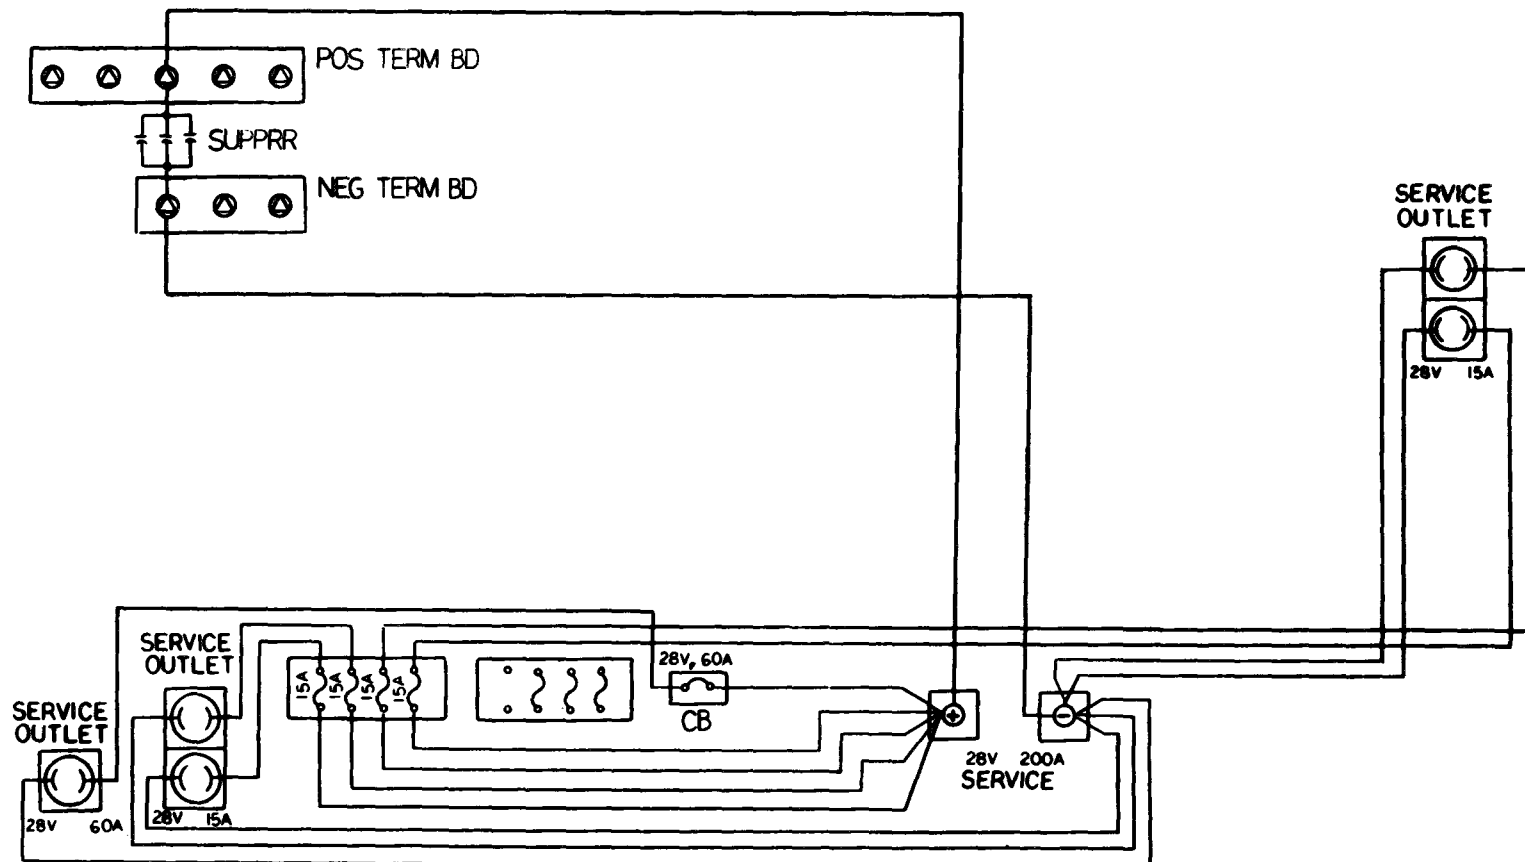 POS TERM BD
SUPPRR
NEG TERM BD
SERVICE
OUTLET
28V 15A
SERVICE
OUTLET
15A
15A
15A
15A
28V, 60A
CB
SERVICE
OUTLET
28V 60A
28V 15A
+
−
28V 200A
SERVICE